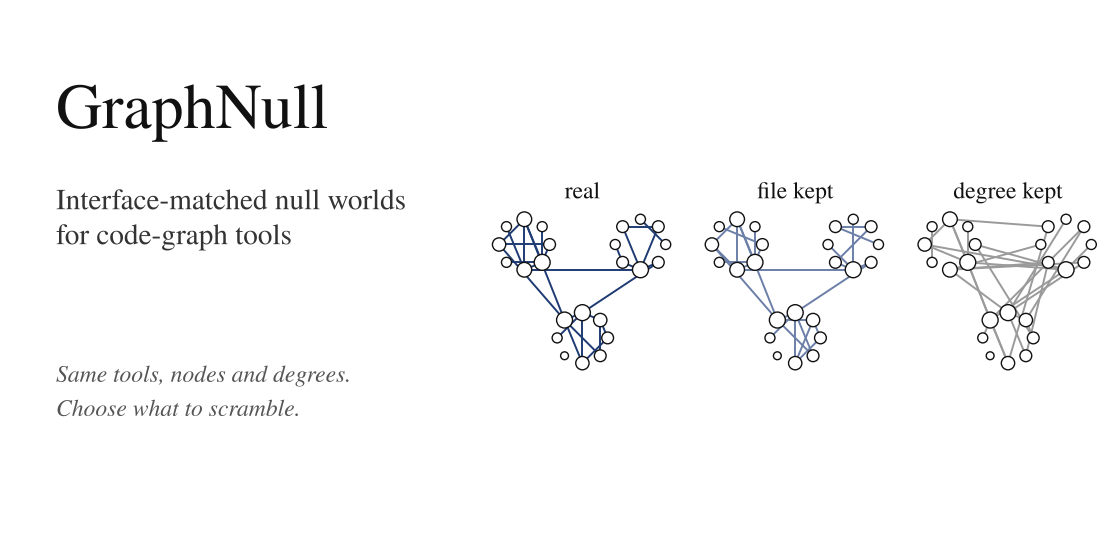 GraphNull
Interface-matched null worlds
for code-graph tools
Same tools, nodes and degrees.
Choose what to scramble.
real
file kept
degree kept